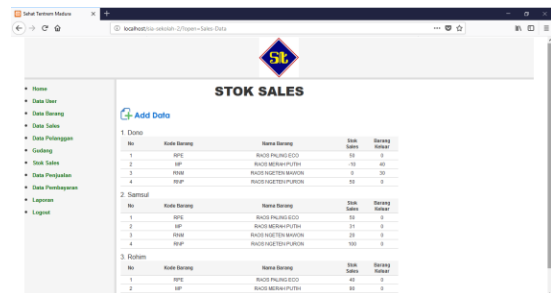 Sehat Tentrem Madura
localhost/sia-sekolah-2/?open=Sales-Data
St
Home
Data User
Data Barang
Data Sales
Data Pelanggan
Gudang
Stok Sales
Data Penjualan
Data Pembayaran
Laporan
Logout
STOK SALES
Add Data
1. Dono
No Kode Barang Nama Barang Stok Sales Barang Keluar
1 RPE RAOS PALING ECO 50 0
2 MP RAOS MERAH PUTIH -10 40
3 RNM RAOS NGETEN MAWON 0 30
4 RNP RAOS NGETEN PURON 50 0
2. Samsul
No Kode Barang Nama Barang Stok Sales Barang Keluar
1 RPE RAOS PALING ECO 50 0
2 MP RAOS MERAH PUTIH 31 0
3 RNM RAOS NGETEN MAWON 20 0
4 RNP RAOS NGETEN PURON 100 0
3. Rohim
No Kode Barang Nama Barang Stok Sales Barang Keluar
1 RPE RAOS PALING ECO 40 0
2 MP RAOS MERAH PUTIH 80 0